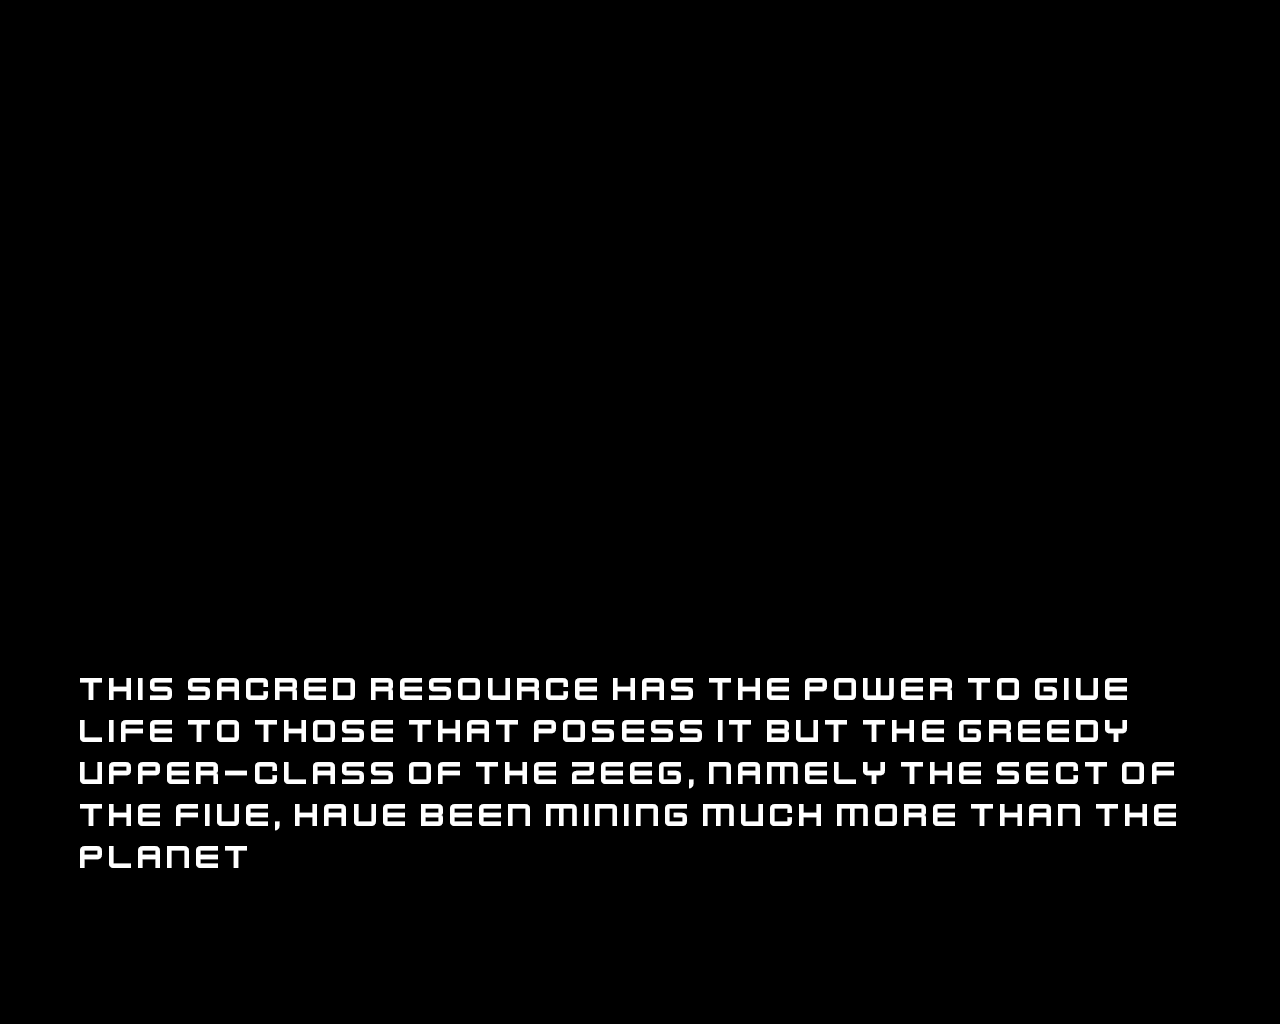 THIS SACRED RESOURCE HAS THE POWER TO GIVE
LIFE TO THOSE THAT POSESS IT BUT THE GREEDY
UPPER-CLASS OF THE ZEEG, NAMELY THE SECT OF
THE FIVE, HAVE BEEN MINING MUCH MORE THAN THE
PLANET